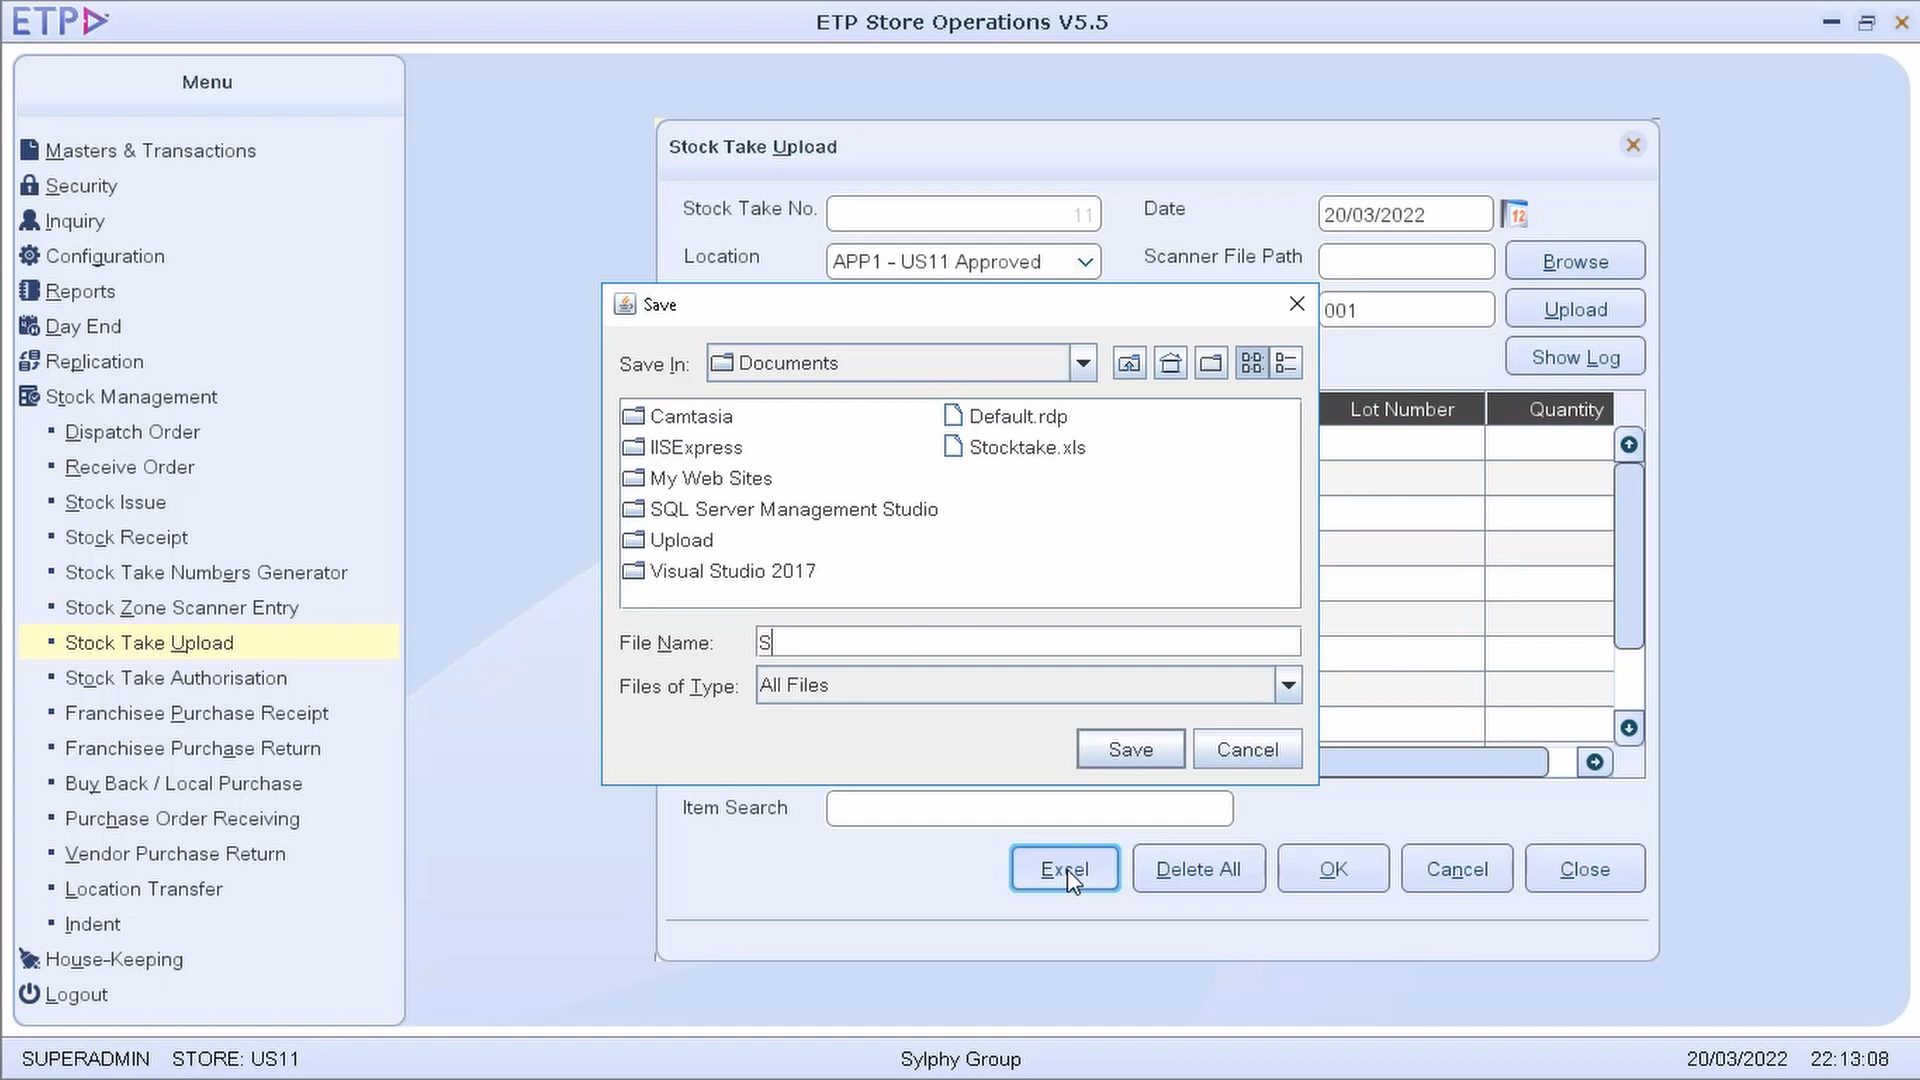 ETP
ETP Store Operations V5.5
Menu
Masters & Transactions
Security
Inquiry
Configuration
Reports
Day End
Replication
Stock Management
Dispatch Order
Receive Order
Stock Issue
Stock Receipt
Stock Take Numbers Generator
Stock Zone Scanner Entry
Stock Take Upload
Stock Take Authorisation
Franchisee Purchase Receipt
Franchisee Purchase Return
Buy Back / Local Purchase
Purchase Order Receiving
Vendor Purchase Return
Location Transfer
Indent
House-Keeping
Logout
Stock Take Upload
Stock Take No. 11 Date 20/03/2022 12
Location APP1 - US11 Approved Scanner File Path Browse
001 Upload
Show Log
Lot Number Quantity
Save
Save In: Documents
Camtasia
IISExpress
My Web Sites
SQL Server Management Studio
Upload
Visual Studio 2017
Default.rdp
Stocktake.xls
File Name: S
Files of Type: All Files
Save Cancel
Item Search
Excel Delete All OK Cancel Close
SUPERADMIN STORE: US11 Sylphy Group 20/03/2022 22:13:08